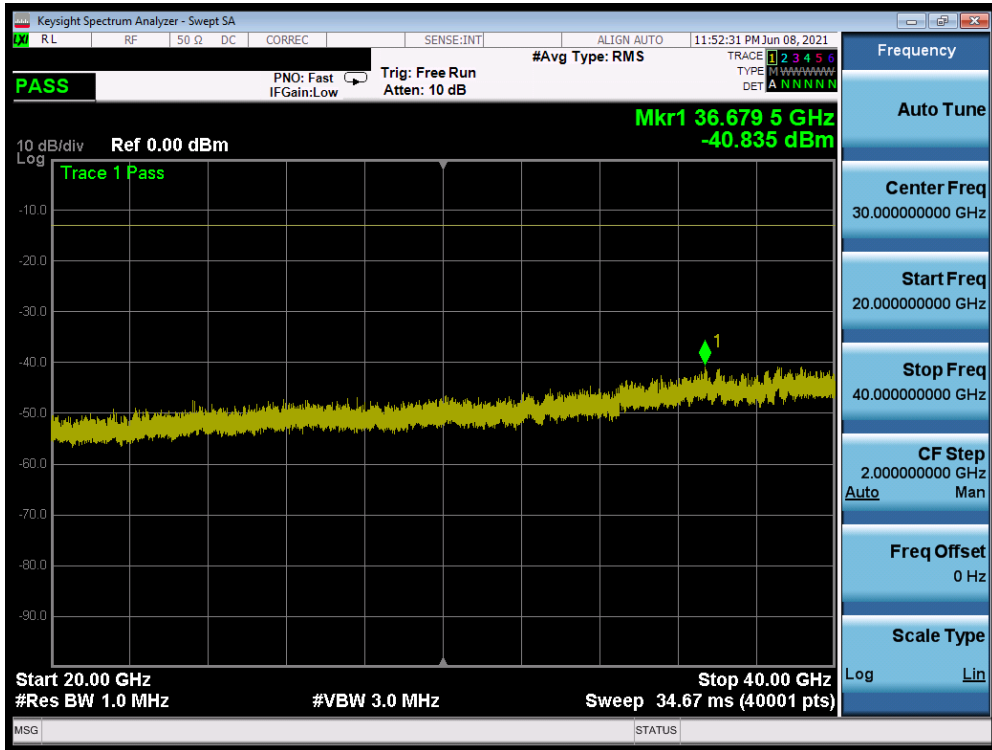 Keysight Spectrum Analyzer - Swept SA
LXI RL RF 50 Ω DC CORREC SENSE:INT ALIGN AUTO 11:52:31 PM Jun 08, 2021
#Avg Type: RMS TRACE 1 2 3 4 5 6
PASS PNO: Fast Trig: Free Run TYPE M WWWWW
IFGain:Low Atten: 10 dB DET A N N N N N
Mkr1 36.679 5 GHz
10 dB/div Ref 0.00 dBm -40.835 dBm
Log
Trace 1 Pass
-10.0
-20.0
-30.0
1
-40.0
-50.0
-60.0
-70.0
-80.0
-90.0
Start 20.00 GHz Stop 40.00 GHz
#Res BW 1.0 MHz #VBW 3.0 MHz Sweep 34.67 ms (40001 pts)
MSG STATUS
Frequency
Auto Tune
Center Freq
30.000000000 GHz
Start Freq
20.000000000 GHz
Stop Freq
40.000000000 GHz
CF Step
2.000000000 GHz
Auto Man
Freq Offset
0 Hz
Scale Type
Log Lin